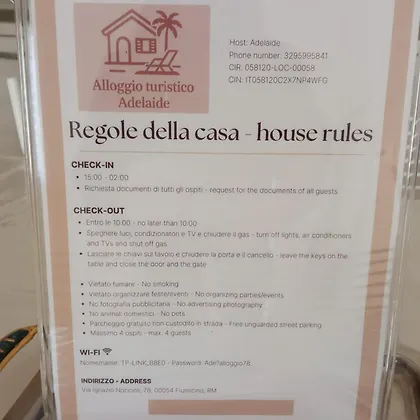 Alloggio turistico
Adelaide
Host: Adelaide
Phone number: 3295995841
CIR: 058120-LOC-00058
CIN: IT058120C2X7NP4WFG
Regole della casa - house rules
CHECK-IN
15:00 - 02:00
Richiesta documenti di tutti gli ospiti - request for the documents of all guests
CHECK-OUT
Entro le 10:00 - no later than 10:00
Spegnere luci, condizionatori e TV e chiudere il gas - turn off lights, air conditioners
and TVs and shut off gas
Lasciare le chiavi sul tavolo e chiudere la porta e il cancello - leave the keys on the
table and close the door and the gate
Vietato fumare - No smoking
Vietato organizzare feste/eventi - No organizing parties/events
No fotografia pubblicitaria - No advertising photography
No animali domestici - No pets
Parcheggio gratuito non custodito in strada - Free unguarded street parking
Massimo 4 ospiti - max. 4 guests
WI-FI
Nomerete: TP-LINK_B8E0 - Password: Adel'alloggio78
INDIRIZZO - ADDRESS
Via Ignazio Nocconi, 78, 00054 Fiumicino, RM